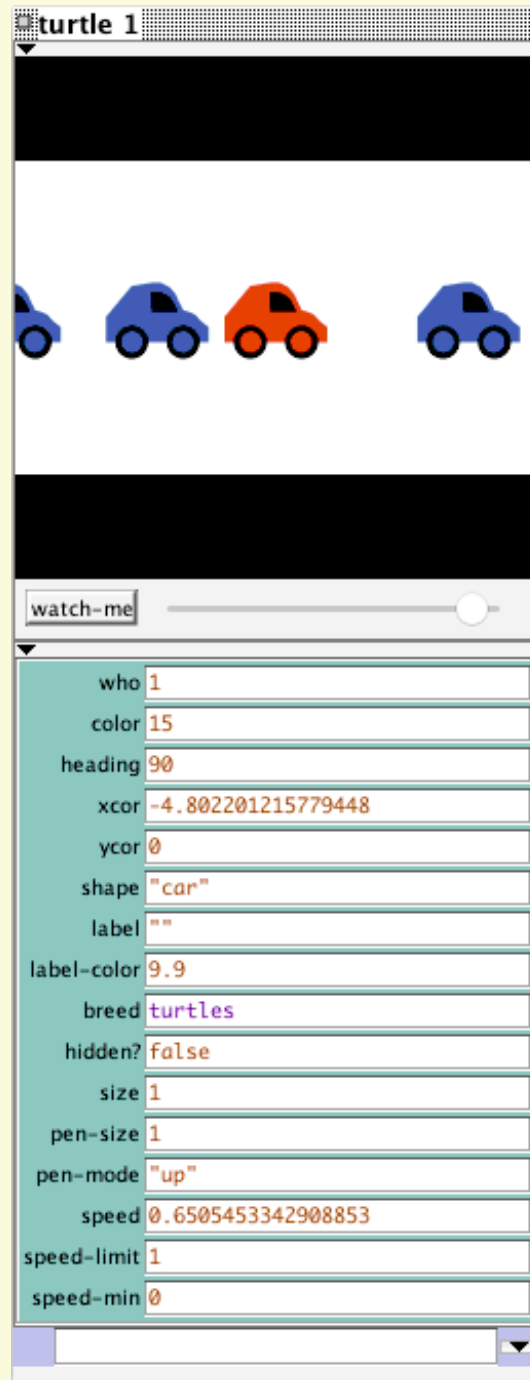 turtle 1
watch-me
who 1
color 15
heading 90
xcor -4.802201215779448
ycor 0
shape "car"
label ""
label-color 9.9
breed turtles
hidden? false
size 1
pen-size 1
pen-mode "up"
speed 0.6505453342908853
speed-limit 1
speed-min 0